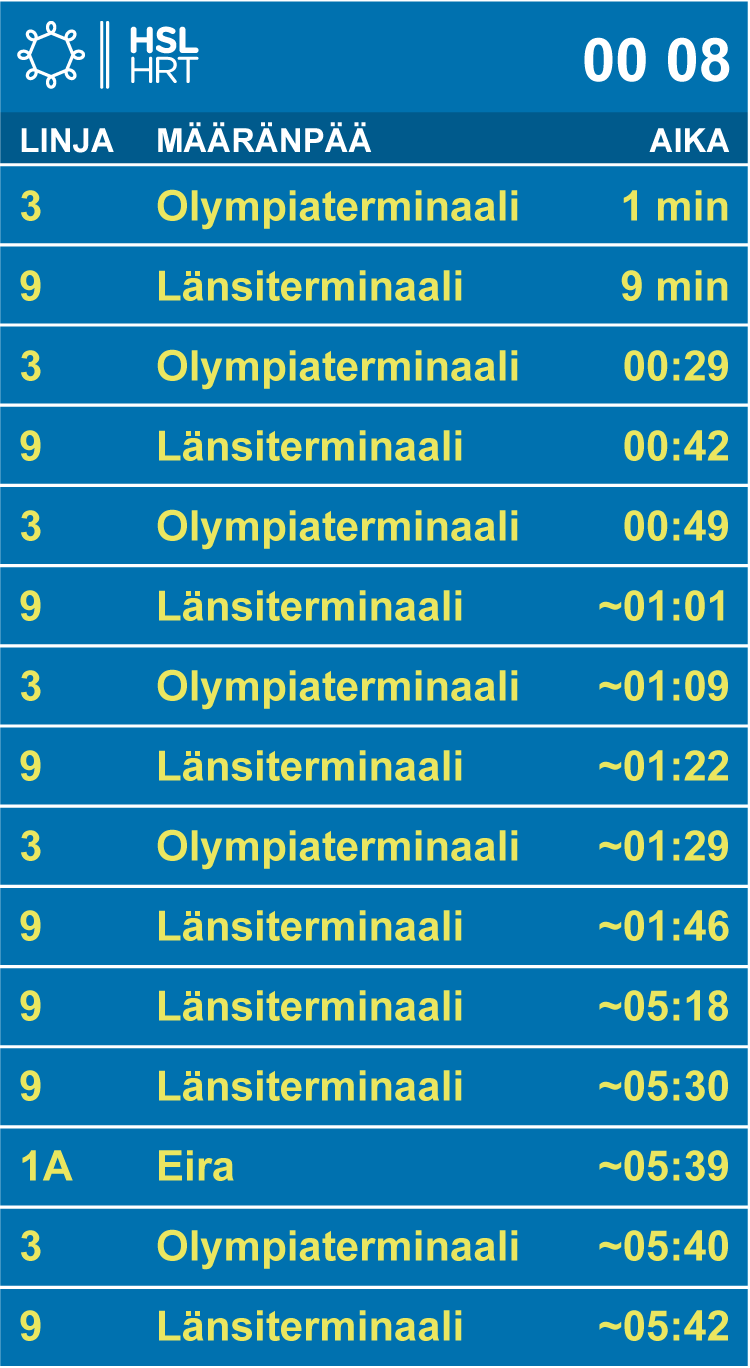 HSL
HRT
00 08
LINJA MÄÄRÄNPÄÄ AIKA
3 Olympiaterminaali 1 min
9 Länsiterminaali 9 min
3 Olympiaterminaali 00:29
9 Länsiterminaali 00:42
3 Olympiaterminaali 00:49
9 Länsiterminaali ~01:01
3 Olympiaterminaali ~01:09
9 Länsiterminaali ~01:22
3 Olympiaterminaali ~01:29
9 Länsiterminaali ~01:46
9 Länsiterminaali ~05:18
9 Länsiterminaali ~05:30
1A Eira ~05:39
3 Olympiaterminaali ~05:40
9 Länsiterminaali ~05:42